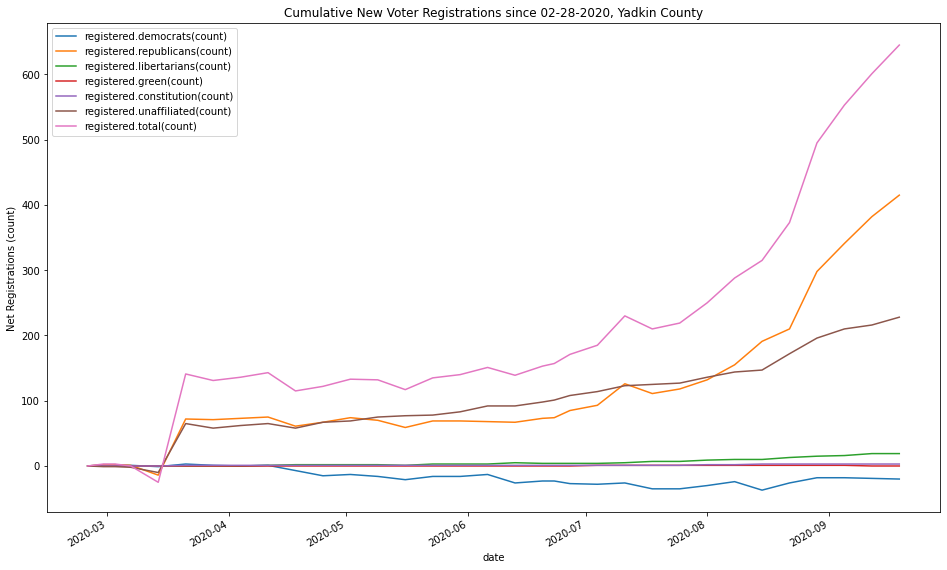 Cumulative New Voter Registrations since 02-28-2020, Yadkin County
registered.democrats(count)
registered.republicans(count)
registered.libertarians(count)
registered.green(count)
registered.constitution(count)
registered.unaffiliated(count)
registered.total(count)
Net Registrations (count)
600
500
400
300
200
100
0
2020-03
2020-04
2020-05
2020-06
2020-07
2020-08
2020-09
date